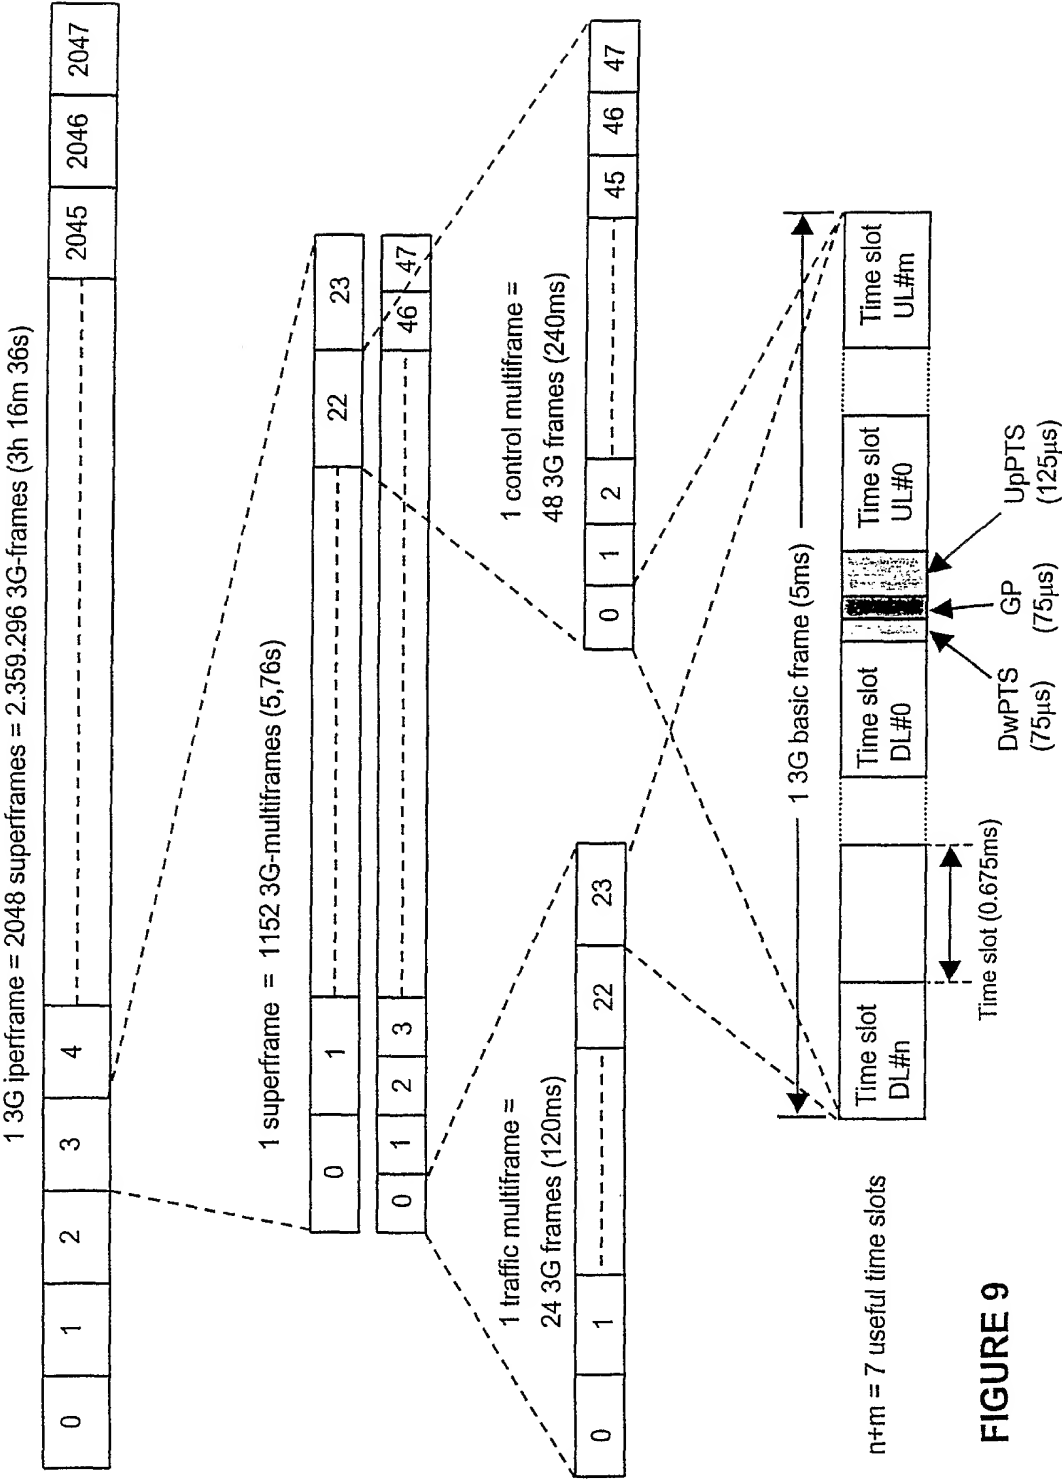 1 3G iperframe = 2048 superframes = 2.359.296 3G-frames (3h 16m 36s)
0 1 2 3 4 2045 2046 2047
1 superframe = 1152 3G-multiframes (5,76s)
0 1 22 23
0 1 2 3 46 47
1 traffic multiframe =
24 3G frames (120ms)
0 1 22 23
1 control multiframe =
48 3G frames (240ms)
0 1 2 45 46 47
1 3G basic frame (5ms)
Time slot
DL#n
Time slot
DL#0
Time slot
UL#0
Time slot
UL#m
Time slot (0.675ms)
DwPTS
(75µs)
GP
(75µs)
UpPTS
(125µs)
n+m = 7 useful time slots
FIGURE 9